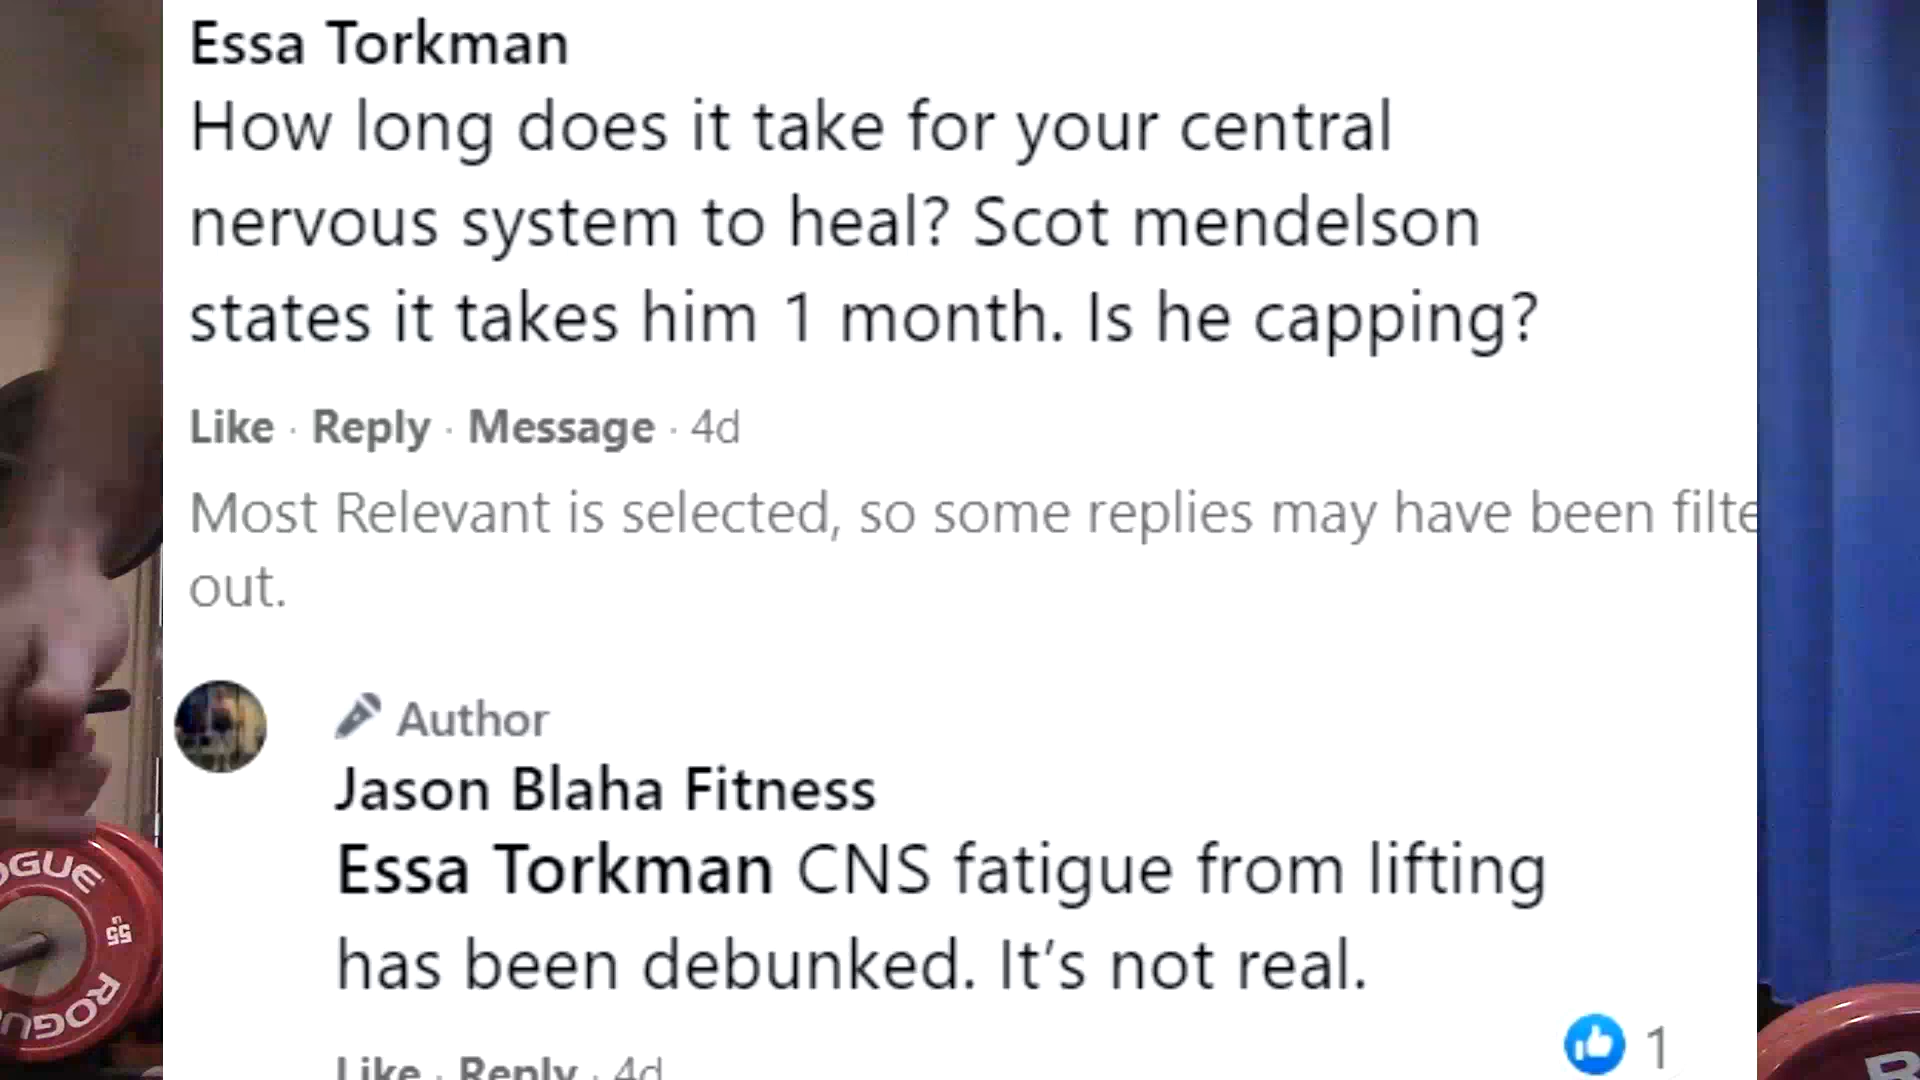 Essa Torkman
How long does it take for your central
nervous system to heal? Scot mendelson
states it takes him 1 month. Is he capping?
Like · Reply · Message · 4d
Most Relevant is selected, so some replies may have been filte
out.
Author
Jason Blaha Fitness
Essa Torkman CNS fatigue from lifting
has been debunked. It's not real.
1
Like · Reply · 4d
OGUE
55
ROGU
R